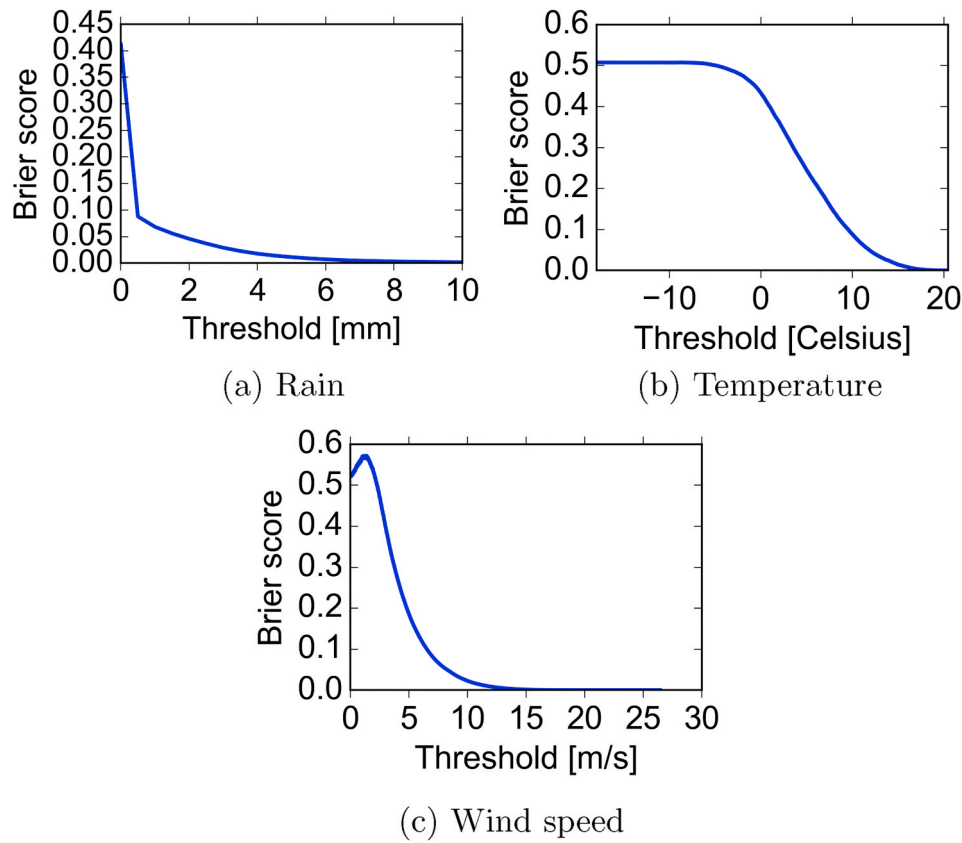 0.45
0.40
0.35
0.30
0.25
0.20
0.15
0.10
0.05
0.00
Brier score
0 2 4 6 8 10
Threshold [mm]
(a) Rain
0.6
0.5
0.4
0.3
0.2
0.1
0.0
Brier score
−10 0 10 20
Threshold [Celsius]
(b) Temperature
0.6
0.5
0.4
0.3
0.2
0.1
0.0
Brier score
0 5 10 15 20 25 30
Threshold [m/s]
(c) Wind speed